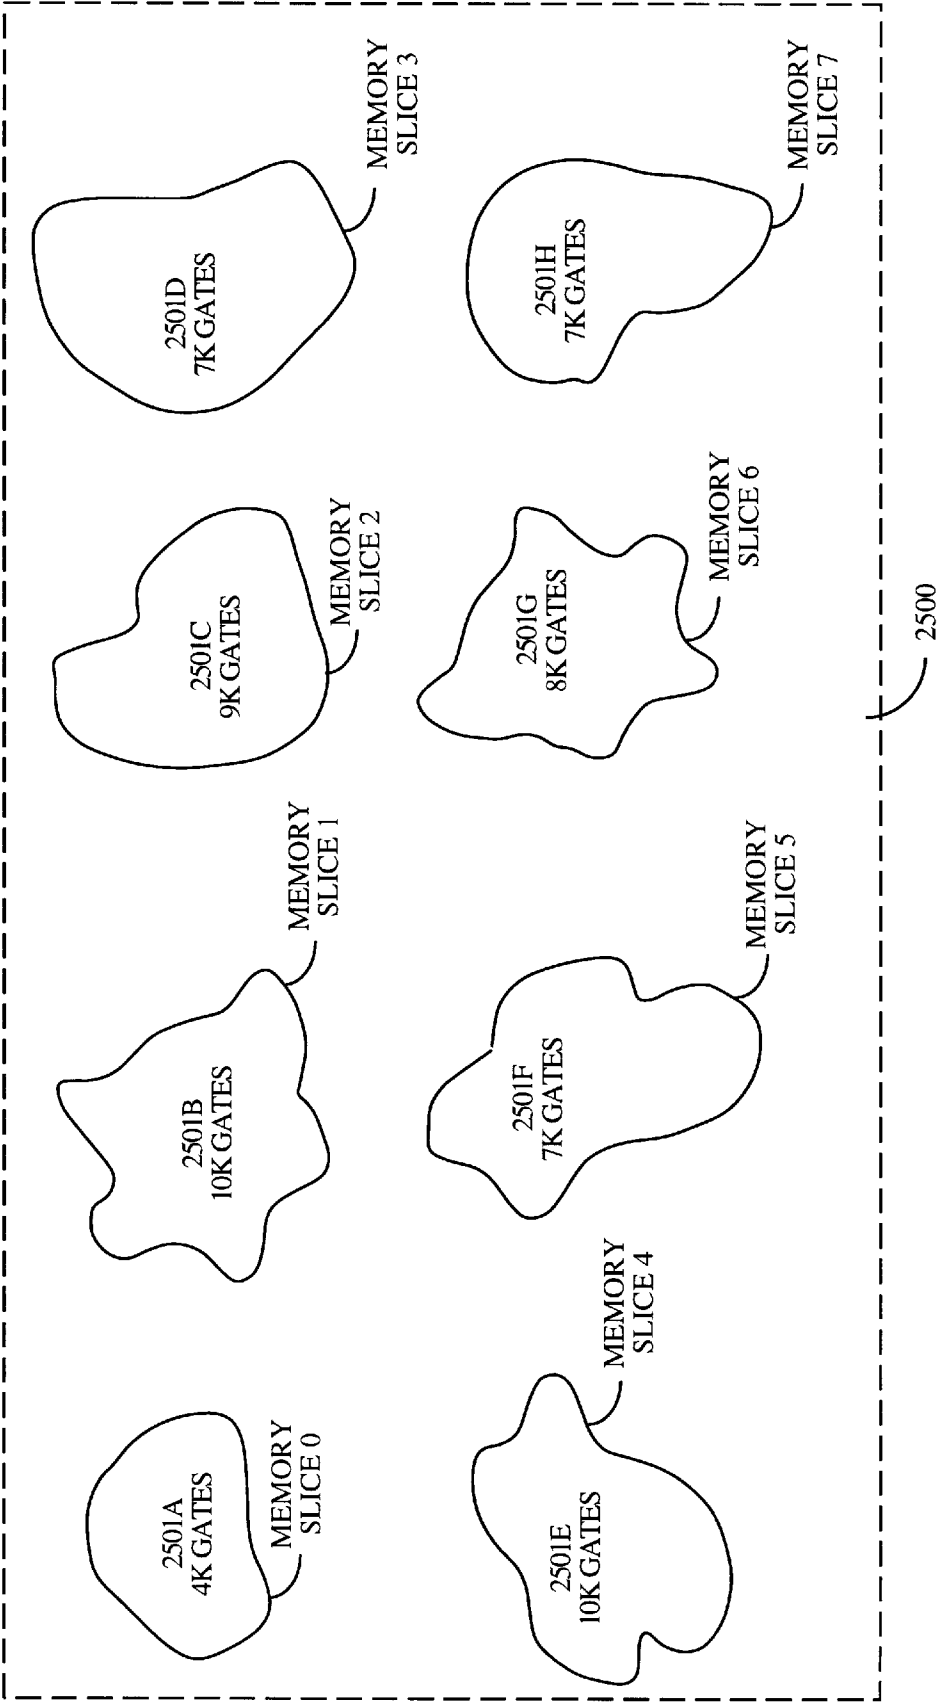 2501A
4K GATES
MEMORY
SLICE 0
2501B
10K GATES
MEMORY
SLICE 1
2501C
9K GATES
MEMORY
SLICE 2
2501D
7K GATES
MEMORY
SLICE 3
2501E
10K GATES
MEMORY
SLICE 4
2501F
7K GATES
MEMORY
SLICE 5
2501G
8K GATES
MEMORY
SLICE 6
2501H
7K GATES
MEMORY
SLICE 7
2500